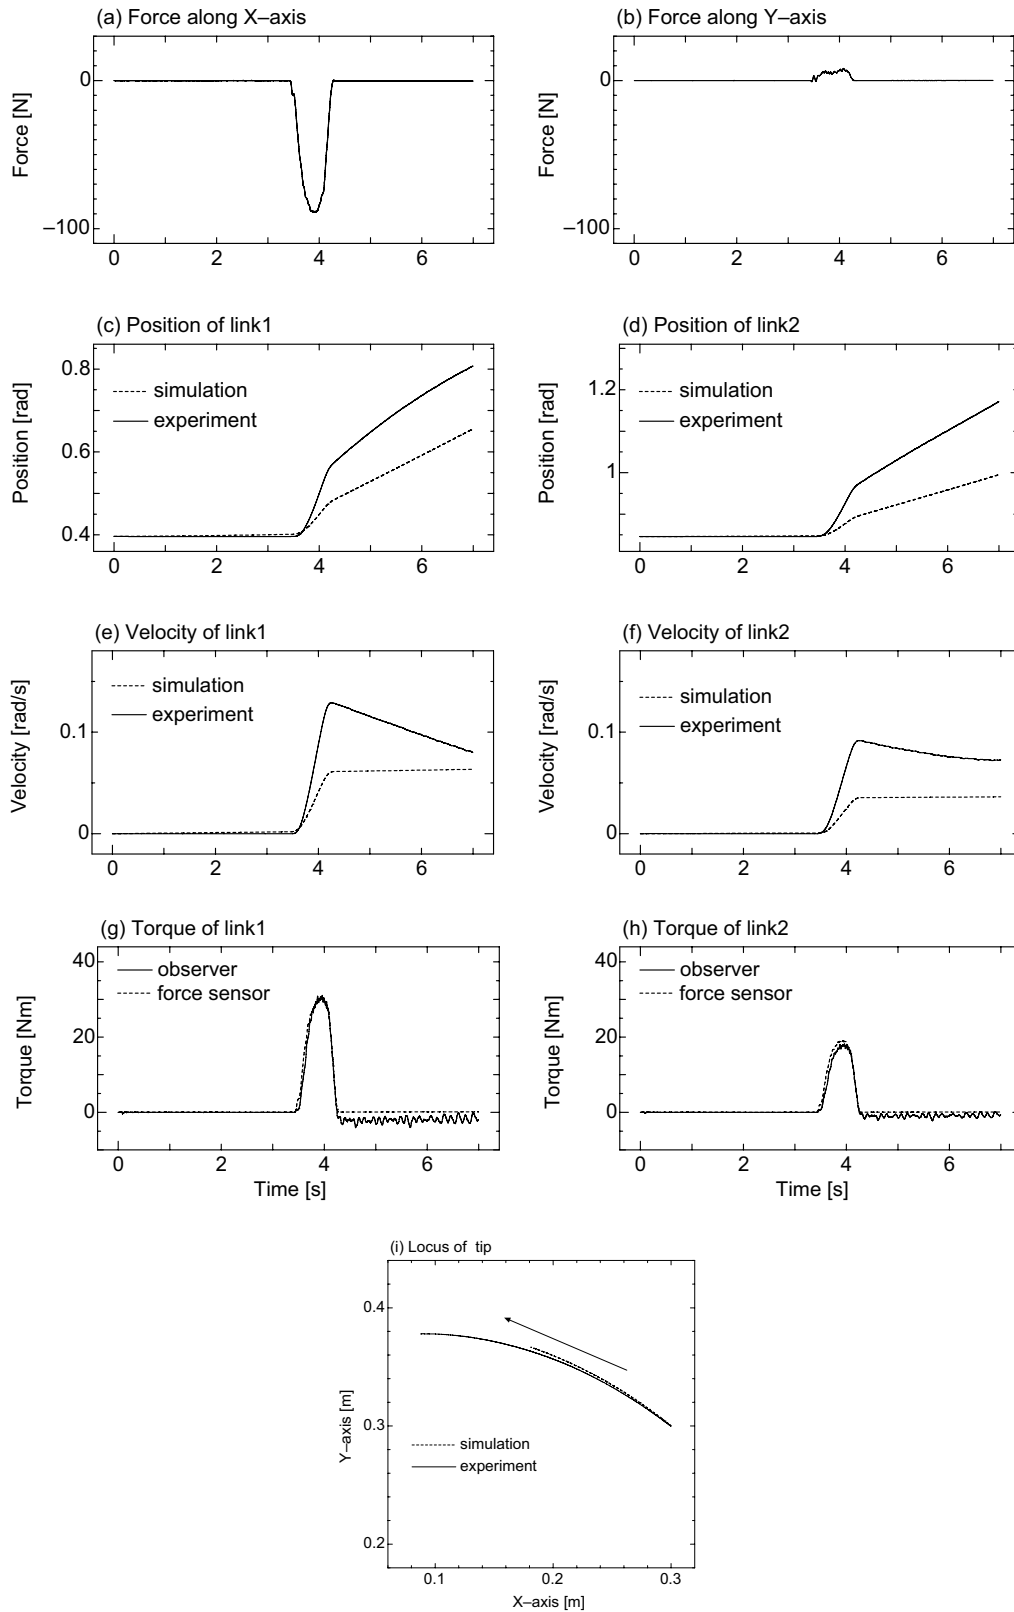 (a) Force along X–axis
(b) Force along Y–axis
Force [N]
0
–100
0 2 4 6
Force [N]
0
–100
0 2 4 6
(c) Position of link1
(d) Position of link2
Position [rad]
0.8
0.6
0.4
simulation
experiment
0 2 4 6
Position [rad]
1.2
1
simulation
experiment
0 2 4 6
(e) Velocity of link1
(f) Velocity of link2
Velocity [rad/s]
0.1
0
simulation
experiment
0 2 4 6
Velocity [rad/s]
0.1
0
simulation
experiment
0 2 4 6
(g) Torque of link1
(h) Torque of link2
Torque [Nm]
40
20
0
observer
force sensor
0 2 4 6
Time [s]
Torque [Nm]
40
20
0
observer
force sensor
0 2 4 6
Time [s]
(i) Locus of tip
Y–axis [m]
0.4
0.3
0.2
simulation
experiment
0.1 0.2 0.3
X–axis [m]